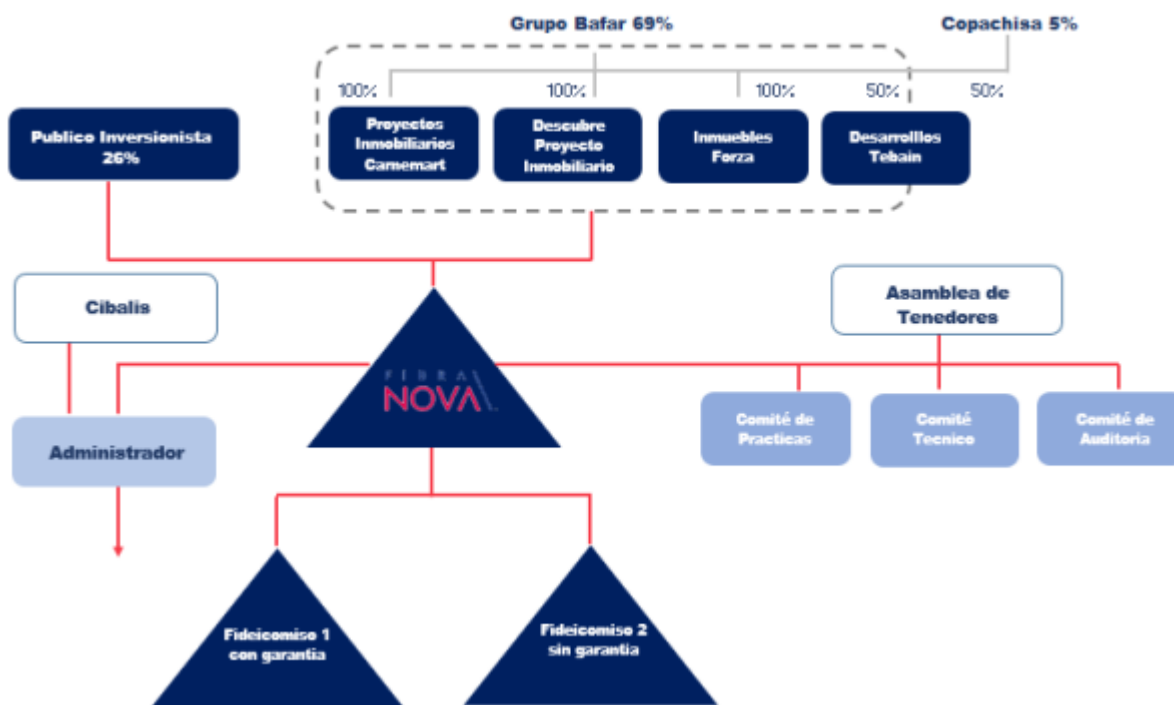 Grupo Bafar 69%
Copachisa 5%
100%
100%
100%
50%
50%
Publico Inversionista
26%
Proyectos
Inmobiliarios
Carnemart
Descubre
Proyecto
Inmobiliario
Inmuebles
Forza
Desarrolllos
Tebain
Cibalis
Asamblea de
Tenedores
FIBRA
NOVA
Administrador
Comité de
Practicas
Comité
Tecnico
Comité de
Auditoria
Fideicomiso 1
con garantia
Fideicomiso 2
sin garantia